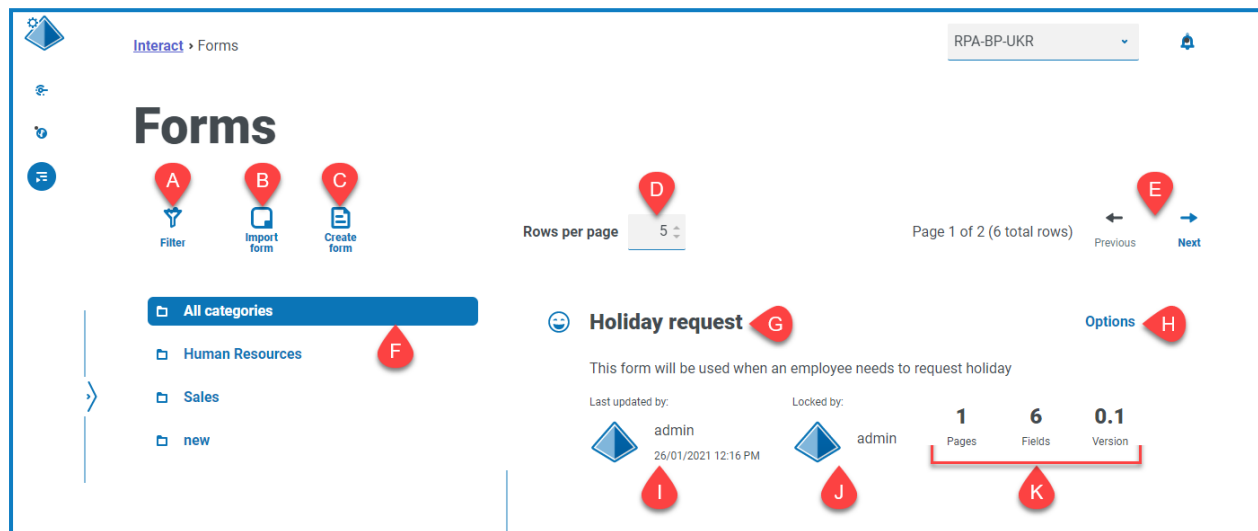 Interact › Forms
RPA-BP-UKR
Forms
A
B
C
D
E
Filter
Import
form
Create
form
Rows per page
5
Page 1 of 2 (6 total rows)
Previous
Next
All categories
F
Human Resources
Sales
new
Holiday request
G
Options
H
This form will be used when an employee needs to request holiday
Last updated by:
admin
26/01/2021 12:16 PM
I
Locked by:
admin
J
1
Pages
6
Fields
0.1
Version
K